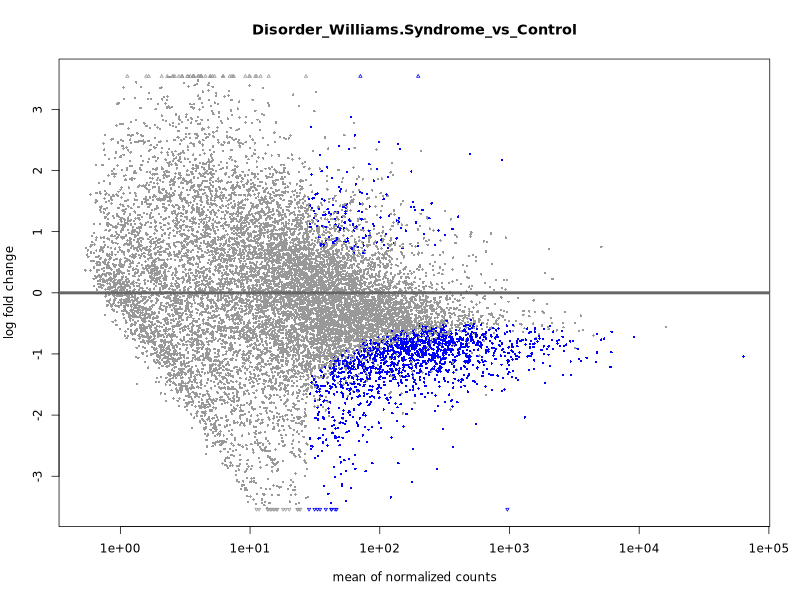 Disorder_Williams.Syndrome_vs_Control
log fold change
3
2
1
0
-1
-2
-3
1e+00 1e+01 1e+02 1e+03 1e+04 1e+05
mean of normalized counts